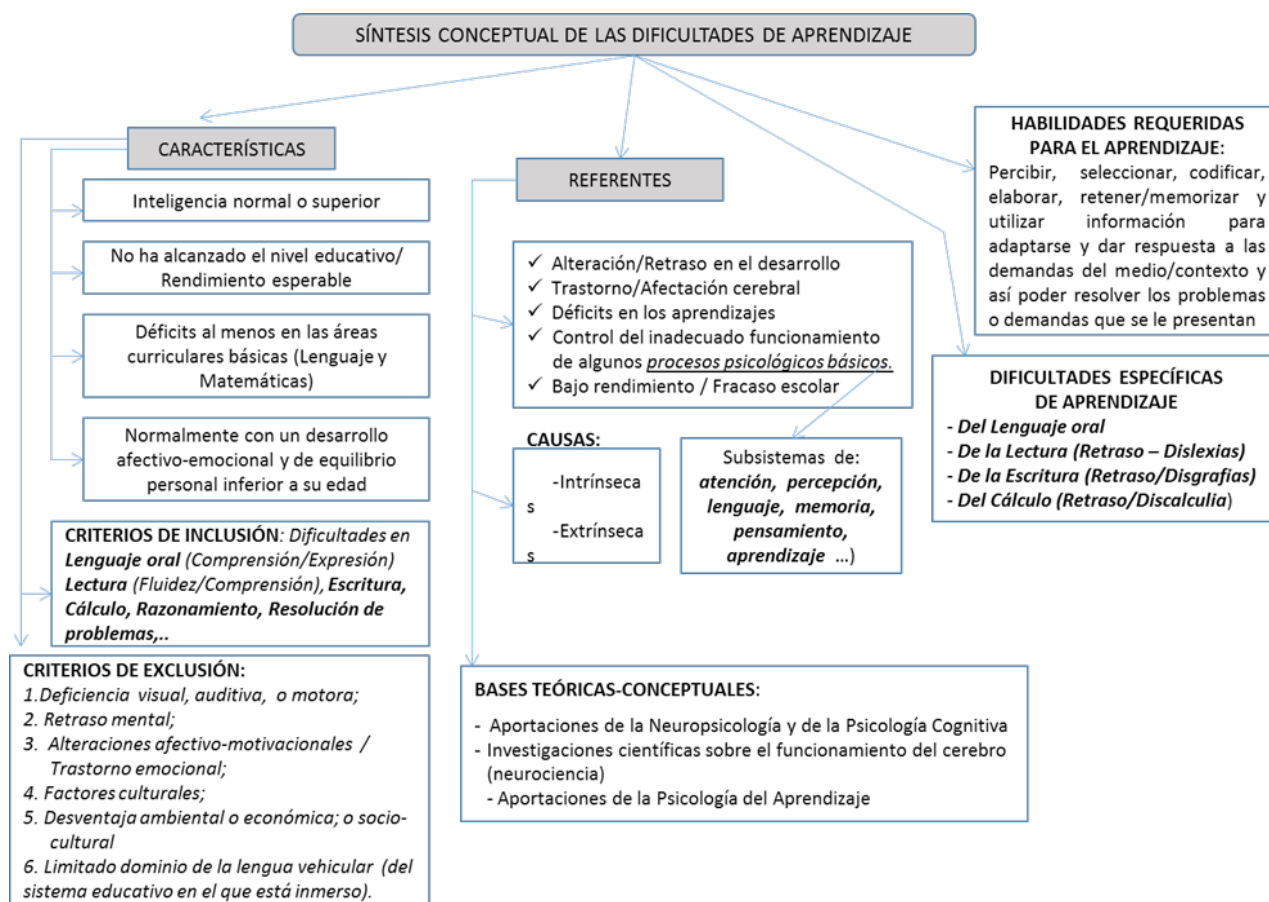 SÍNTESIS CONCEPTUAL DE LAS DIFICULTADES DE APRENDIZAJE
CARACTERÍSTICAS
Inteligencia normal o superior
No ha alcanzado el nivel educativo/
Rendimiento esperable
Déficits al menos en las áreas
curriculares básicas (Lenguaje y
Matemáticas)
Normalmente con un desarrollo
afectivo-emocional y de equilibrio
personal inferior a su edad
CRITERIOS DE INCLUSIÓN: Dificultades en
Lenguaje oral (Comprensión/Expresión)
Lectura (Fluidez/Comprensión), Escritura,
Cálculo, Razonamiento, Resolución de
problemas,..
CRITERIOS DE EXCLUSIÓN:
1.Deficiencia visual, auditiva, o motora;
2. Retraso mental;
3. Alteraciones afectivo-motivacionales /
Trastorno emocional;
4. Factores culturales;
5. Desventaja ambiental o económica; o socio-
cultural
6. Limitado dominio de la lengua vehicular (del
sistema educativo en el que está inmerso).
REFERENTES
✓ Alteración/Retraso en el desarrollo
✓ Trastorno/Afectación cerebral
✓ Déficits en los aprendizajes
✓ Control del inadecuado funcionamiento
de algunos procesos psicológicos básicos.
✓ Bajo rendimiento / Fracaso escolar
CAUSAS:
-Intrínseca
s
-Extrínseca
s
Subsistemas de:
atención, percepción,
lenguaje, memoria,
pensamiento,
aprendizaje ...)
BASES TEÓRICAS-CONCEPTUALES:
- Aportaciones de la Neuropsicología y de la Psicología Cognitiva
- Investigaciones científicas sobre el funcionamiento del cerebro
(neurociencia)
- Aportaciones de la Psicología del Aprendizaje
HABILIDADES REQUERIDAS
PARA EL APRENDIZAJE:
Percibir, seleccionar, codificar,
elaborar, retener/memorizar y
utilizar información para
adaptarse y dar respuesta a las
demandas del medio/contexto y
así poder resolver los problemas
o demandas que se le presentan
DIFICULTADES ESPECÍFICAS
DE APRENDIZAJE
- Del Lenguaje oral
- De la Lectura (Retraso – Dislexias)
- De la Escritura (Retraso/Disgrafias)
- Del Cálculo (Retraso/Discalculia)